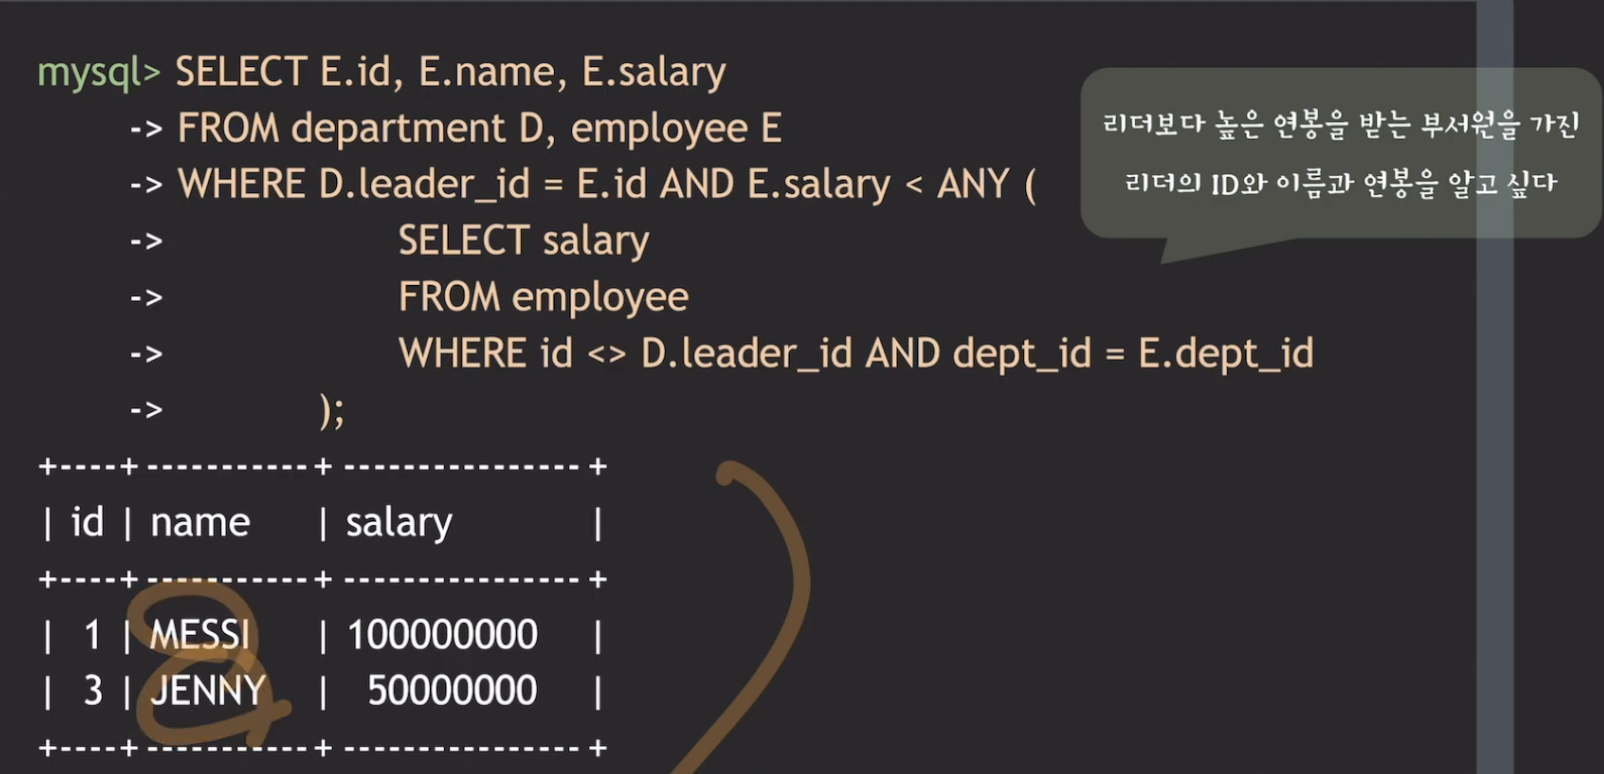 mysql> SELECT E.id, E.name, E.salary
-> FROM department D, employee E
-> WHERE D.leader_id = E.id AND E.salary < ANY (
-> SELECT salary
-> FROM employee
-> WHERE id <> D.leader_id AND dept_id = E.dept_id
-> );
리더보다 높은 연봉을 받는 부서원을 가진
리더의 ID와 이름과 연봉을 알고 싶다
+----+-----------+----------------+
| id | name | salary |
+----+-----------+----------------+
| 1 | MESSI | 100000000 |
| 3 | JENNY | 50000000 |
+----+-----------+----------------+